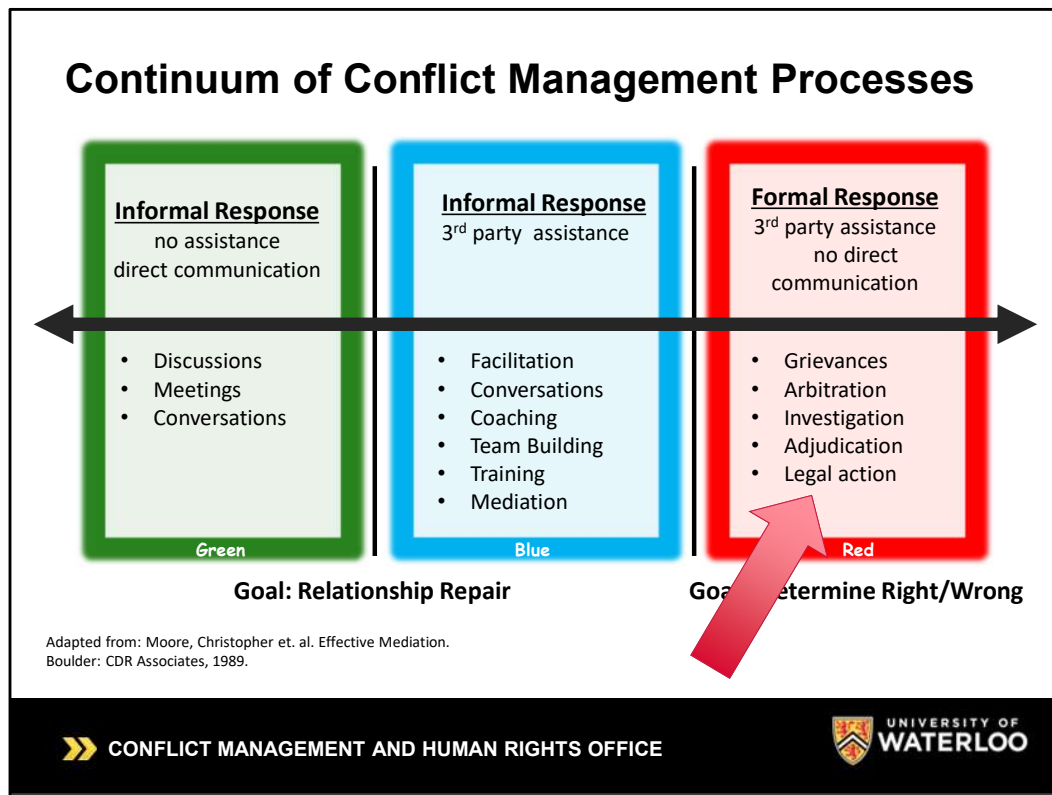 Continuum of Conflict Management Processes
Informal Response
no assistance
direct communication
• Discussions
• Meetings
• Conversations
Green
Informal Response
3rd party assistance
• Facilitation
• Conversations
• Coaching
• Team Building
• Training
• Mediation
Blue
Formal Response
3rd party assistance
no direct
communication
• Grievances
• Arbitration
• Investigation
• Adjudication
• Legal action
Red
Goal: Relationship Repair
Right/Wrong
Adapted from: Moore, Christopher et. al. Effective Mediation.
Boulder: CDR Associates, 1989.
CONFLICT MANAGEMENT AND HUMAN RIGHTS OFFICE
UNIVERSITY OF
WATERLOO